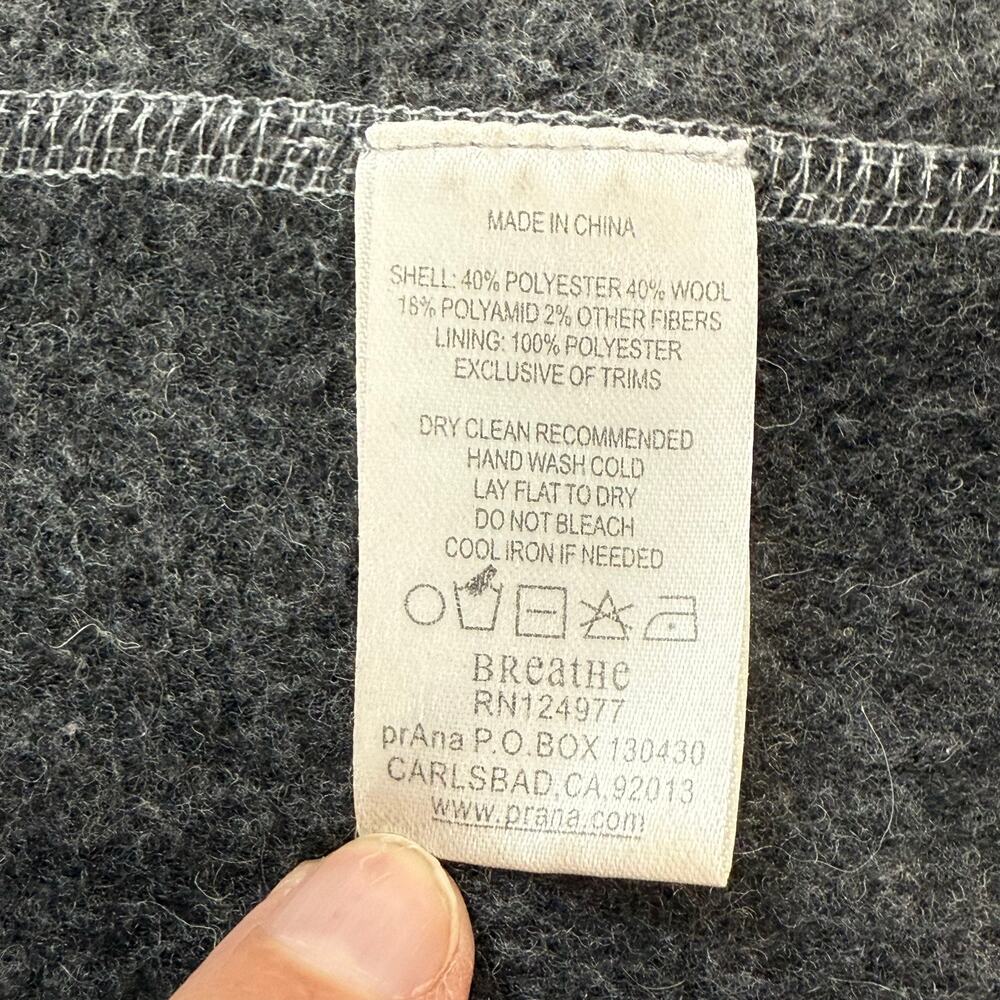 MADE IN CHINA
SHELL: 40% POLYESTER 40% WOOL
18% POLYAMID 2% OTHER FIBERS
LINING: 100% POLYESTER
EXCLUSIVE OF TRIMS
DRY CLEAN RECOMMENDED
HAND WASH COLD
LAY FLAT TO DRY
DO NOT BLEACH
COOL IRON IF NEEDED
BReatHe
RN124977
prAna P.O.BOX 130430
CARLSBAD,CA,92013
www.prana.com